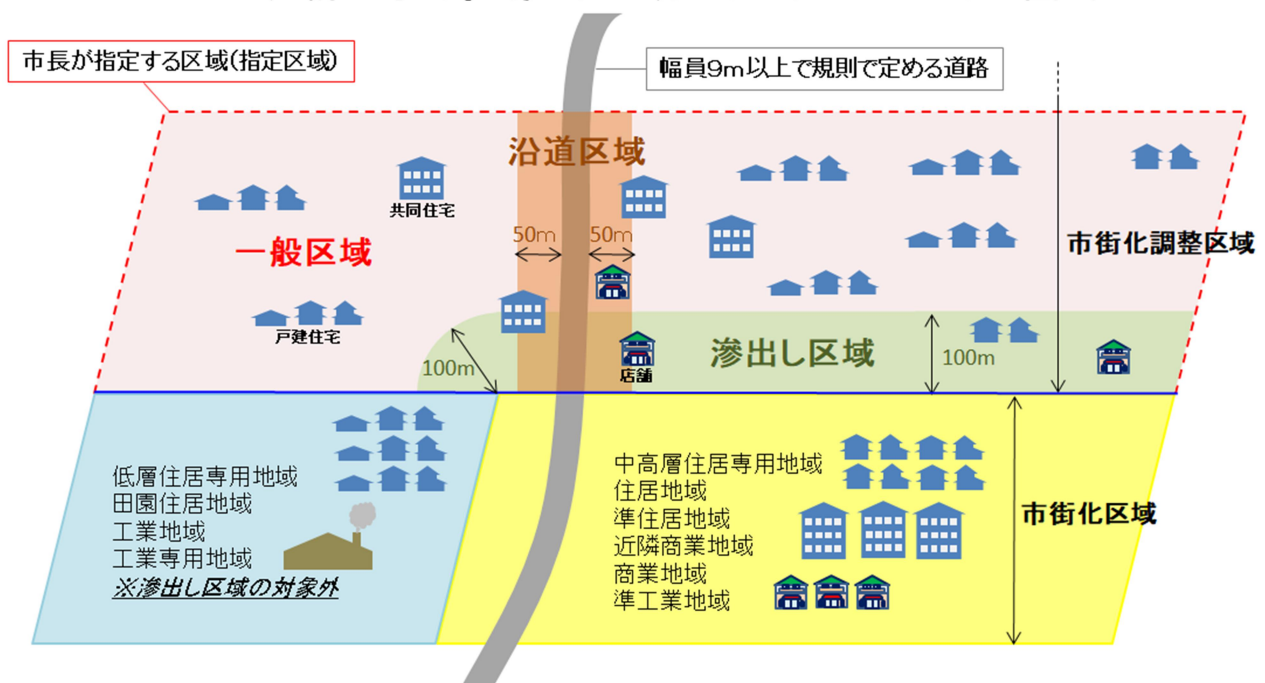 市長が指定する区域(指定区域)
幅員9m以上で規則で定める道路
沿道区域
共同住宅
50m
50m
一般区域
市街化調整区域
戸建住宅
100m
店舗
滲出し区域
100m
低層住居専用地域
田園住居地域
工業地域
工業専用地域
※滲出し区域の対象外
中高層住居専用地域
住居地域
準住居地域
近隣商業地域
商業地域
準工業地域
市街化区域